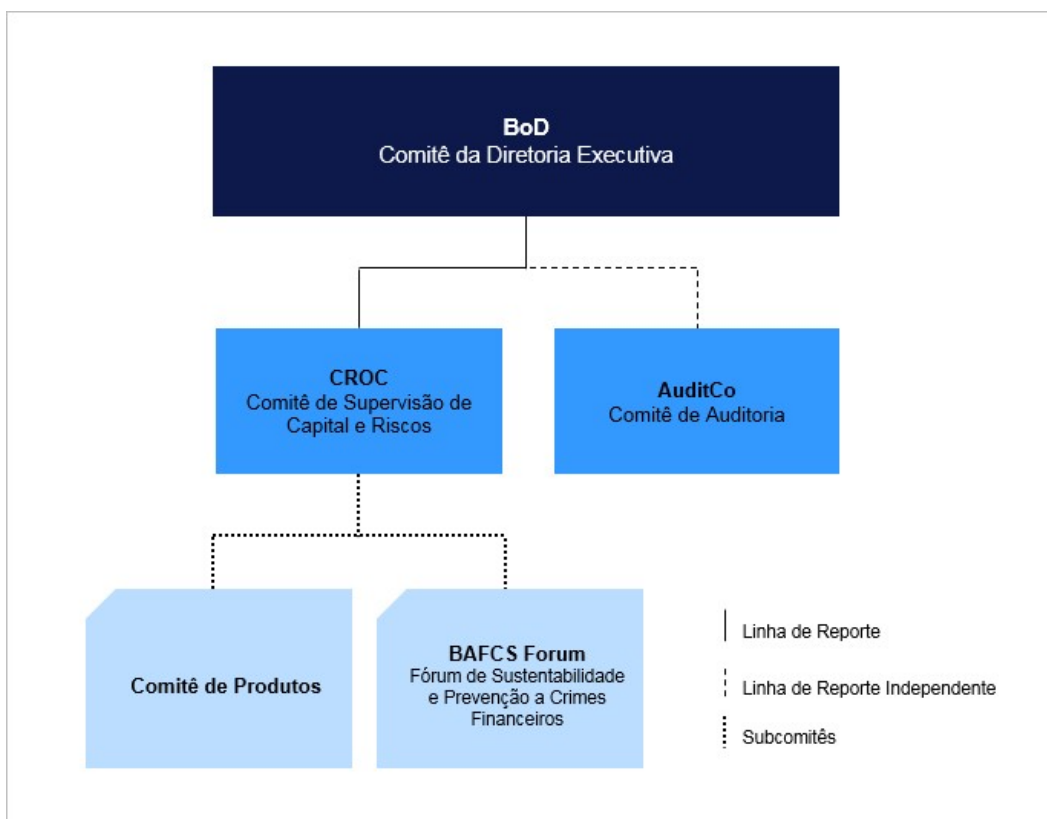 BoD
Comitê da Diretoria Executiva
CROC
Comitê de Supervisão de
Capital e Riscos
AuditCo
Comitê de Auditoria
Comitê de Produtos
BAFCS Forum
Fórum de Sustentabilidade
e Prevenção a Crimes
Financeiros
Linha de Reporte
Linha de Reporte Independente
Subcomitês